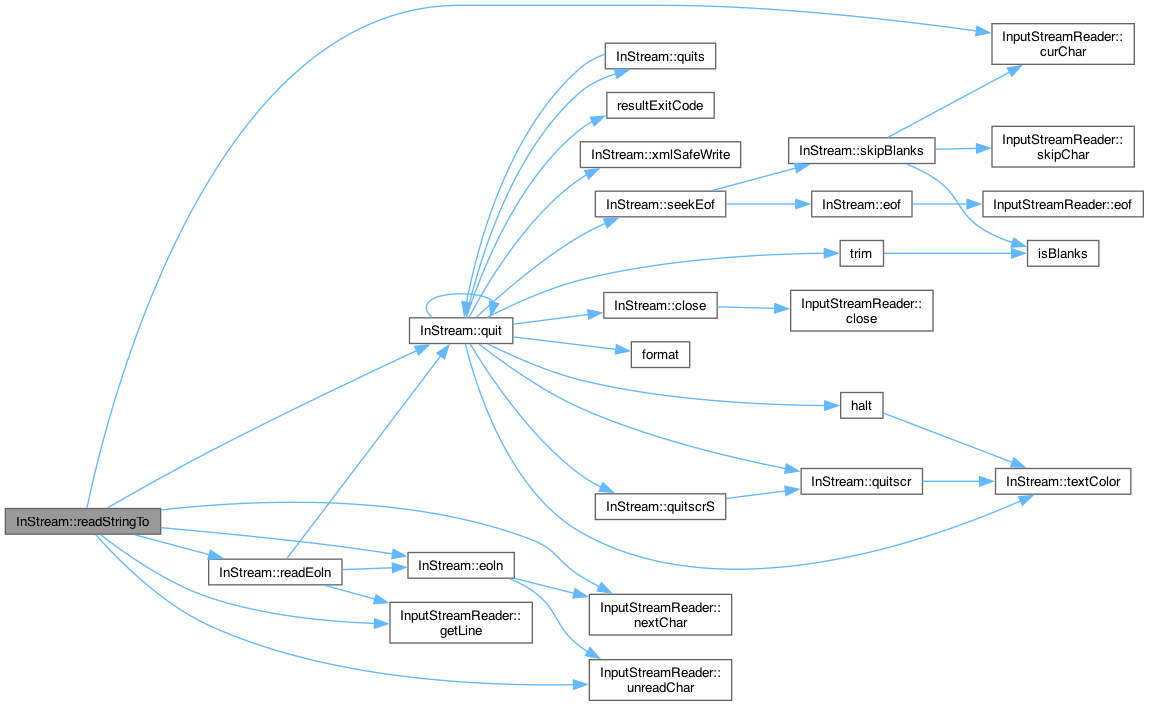 InputStreamReader::
curChar
InStream::quits
resultExitCode
InputStreamReader::
skipChar
InStream::skipBlanks
InStream::xmlSafeWrite
InStream::seekEof
InStream::eof
InputStreamReader::eof
trim
isBlanks
InStream::close
InputStreamReader::
close
InStream::quit
format
halt
InStream::quitscr
InStream::textColor
InStream::quitscrS
InStream::readStringTo
InStream::readEoln
InStream::eoln
InputStreamReader::
getLine
InputStreamReader::
nextChar
InputStreamReader::
unreadChar